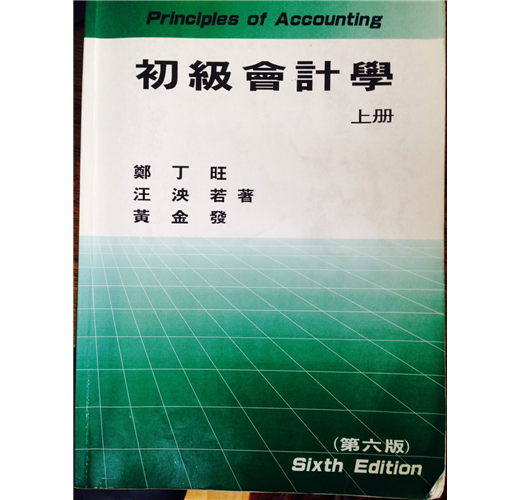 Principles of Accounting
初級會計學
上册
鄭丁旺
汪泱若著
黃金發
(第六版)
Sixth Edition